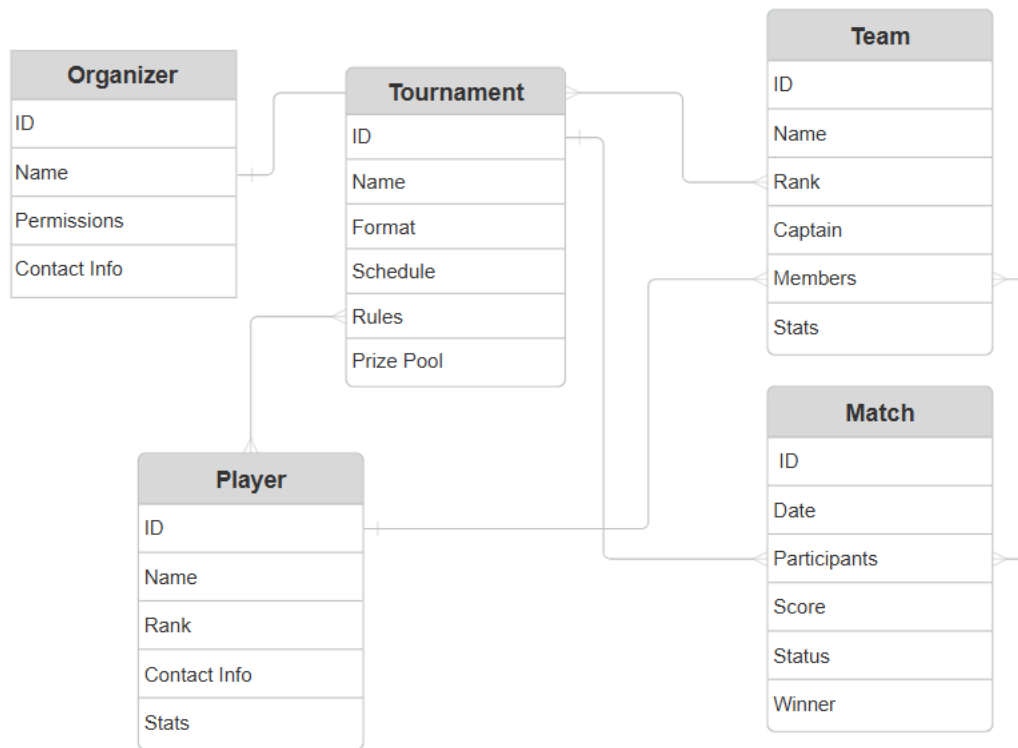 Organizer
ID
Name
Permissions
Contact Info
Tournament
ID
Name
Format
Schedule
Rules
Prize Pool
Team
ID
Name
Rank
Captain
Members
Stats
Player
ID
Name
Rank
Contact Info
Stats
Match
ID
Date
Participants
Score
Status
Winner